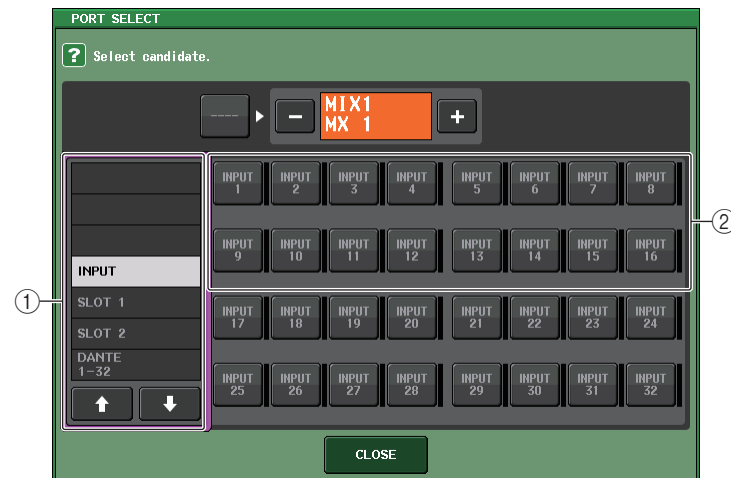 PORT SELECT
? Select candidate.
----
−
MIX1
MX 1
+
INPUT
SLOT 1
SLOT 2
DANTE
1-32
INPUT 1 INPUT 2 INPUT 3 INPUT 4 INPUT 5 INPUT 6 INPUT 7 INPUT 8
INPUT 9 INPUT 10 INPUT 11 INPUT 12 INPUT 13 INPUT 14 INPUT 15 INPUT 16
INPUT 17 INPUT 18 INPUT 19 INPUT 20 INPUT 21 INPUT 22 INPUT 23 INPUT 24
INPUT 25 INPUT 26 INPUT 27 INPUT 28 INPUT 29 INPUT 30 INPUT 31 INPUT 32
CLOSE
①
②